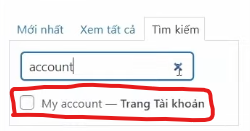 Mới nhất Xem tất cả Tìm kiếm
account
My account — Trang Tài khoản